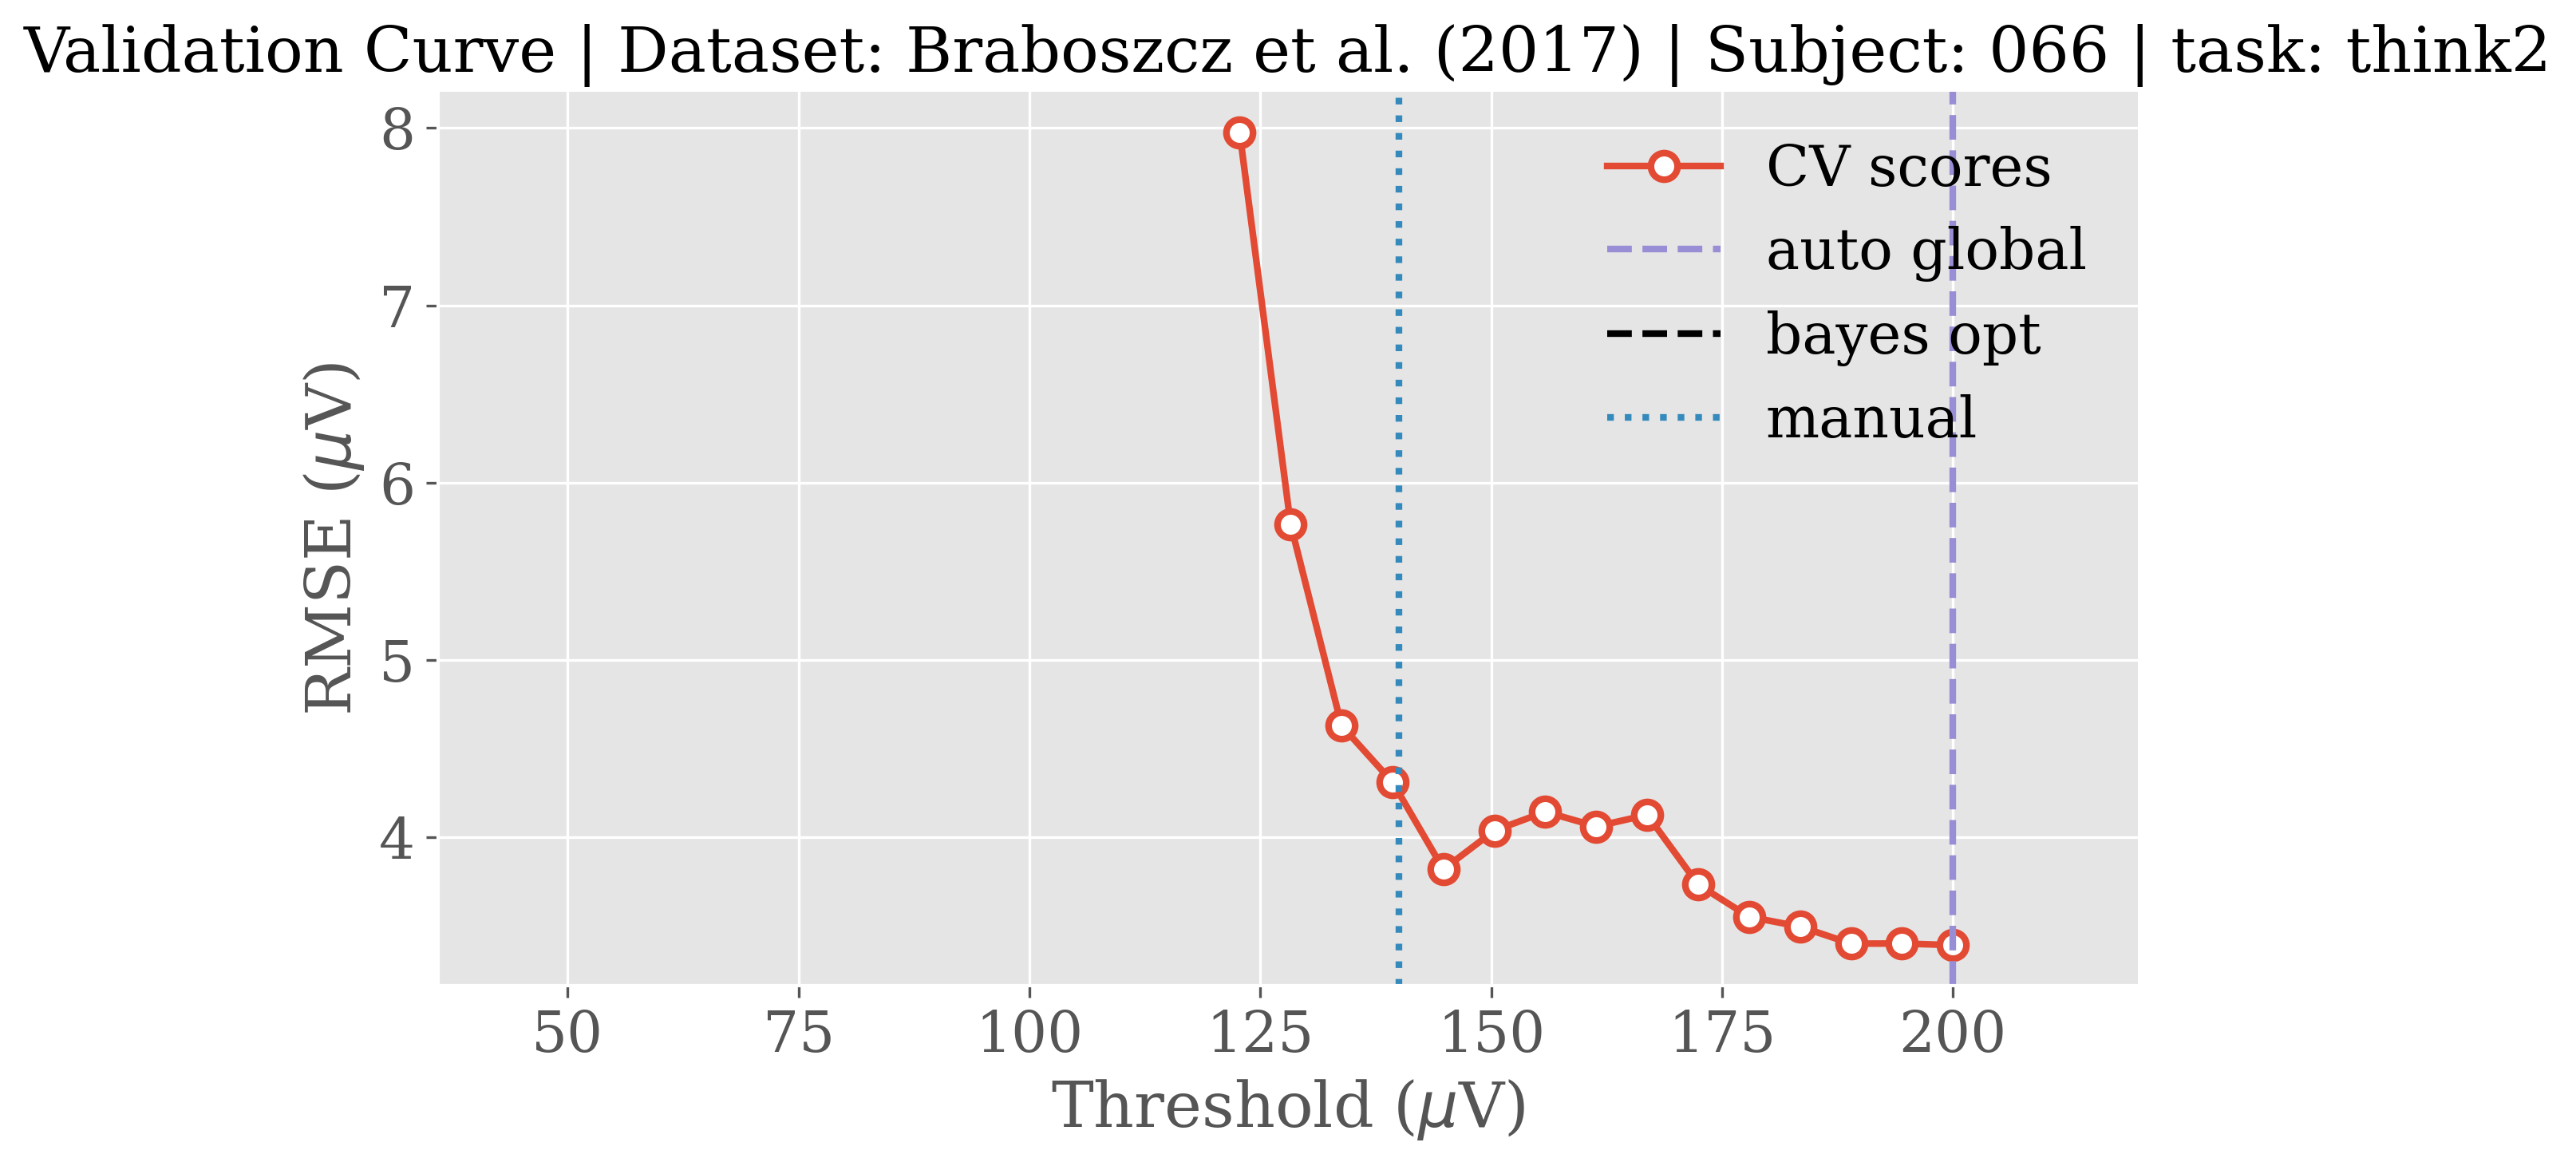 Validation Curve | Dataset: Braboszcz et al. (2017) | Subject: 066 | task: think2
8
7
6
5
4
RMSE (μV)
CV scores
auto global
bayes opt
manual
50 75 100 125 150 175 200
Threshold (μV)